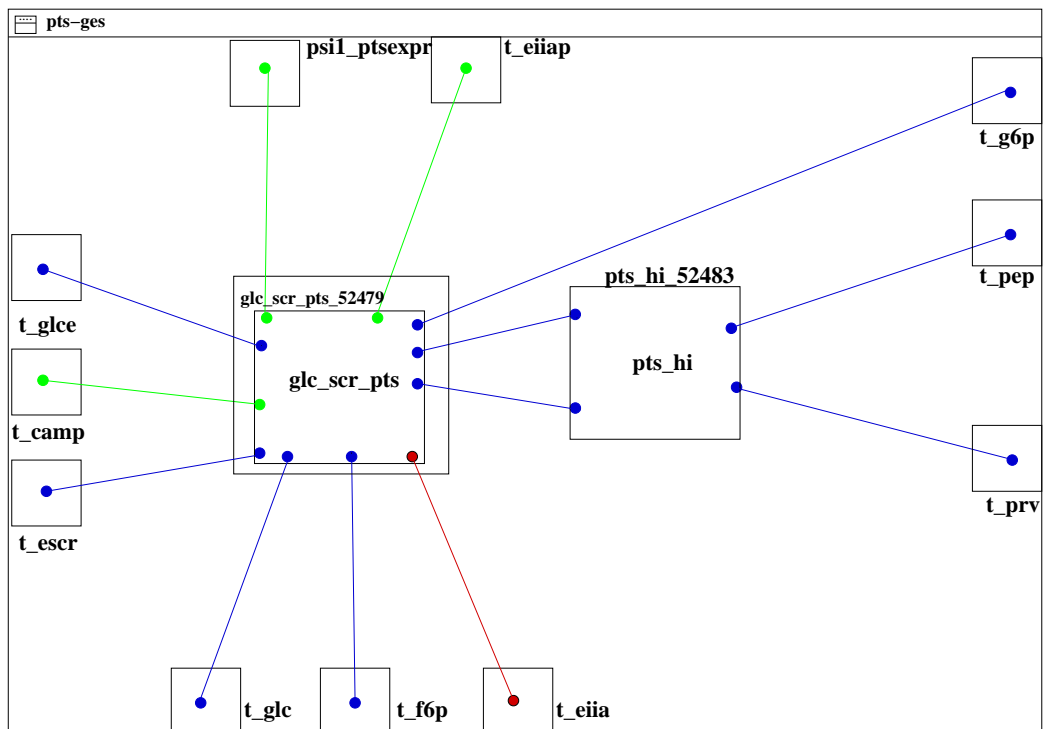 pts-ges
psi1_ptsexpr
t_eiiap
t_g6p
t_pep
pts_hi_52483
glc_scr_pts_52479
t_glce
pts_hi
glc_scr_pts
t_camp
t_prv
t_escr
t_glc
t_f6p
t_eiia